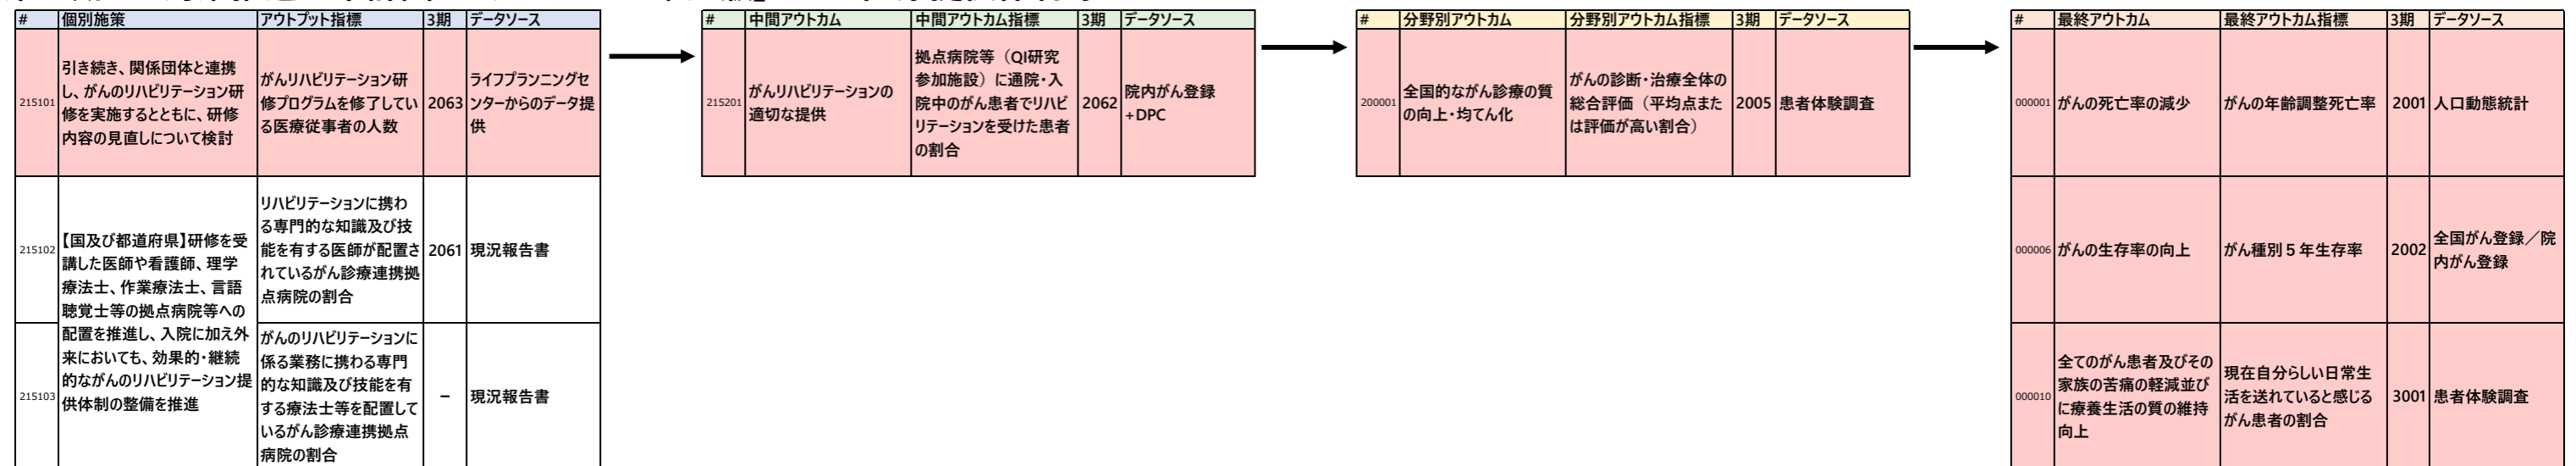 # 個別施策 アウトプット指標 3期 データソース
215101
引き続き、関係団体と連携
し、がんのリハビリテーション研
修を実施するとともに、研修
内容の見直しについて検討
がんリハビリテーション研
修プログラムを修了してい
る医療従事者の人数
2063
ライフプランニングセ
ンターからのデータ提
供
215102
【国及び都道府県】研修を受
講した医師や看護師、理学
療法士、作業療法士、言語
聴覚士等の拠点病院等への
配置を推進し、入院に加え外
来においても、効果的・継続
的ながんのリハビリテーション提
供体制の整備を推進
リハビリテーションに携わ
る専門的な知識及び技
能を有する医師が配置さ
れているがん診療連携拠
点病院の割合
2061
現況報告書
215103
がんのリハビリテーションに
係る業務に携わる専門
的な知識及び技能を有
する療法士等を配置して
いるがん診療連携拠点
病院の割合
－
現況報告書
# 中間アウトカム 中間アウトカム指標 3期 データソース
215201
がんリハビリテーションの
適切な提供
拠点病院等（QI研究
参加施設）に通院・入
院中のがん患者でリハビ
リテーションを受けた患者
の割合
2062
院内がん登録
+DPC
# 分野別アウトカム 分野別アウトカム指標 3期 データソース
200001
全国的ながん診療の質
の向上・均てん化
がんの診断・治療全体の
総合評価（平均点また
は評価が高い割合）
2005
患者体験調査
# 最終アウトカム 最終アウトカム指標 3期 データソース
000001
がんの死亡率の減少
がんの年齢調整死亡率
2001
人口動態統計
000006
がんの生存率の向上
がん種別５年生存率
2002
全国がん登録／院
内がん登録
000010
全てのがん患者及びその
家族の苦痛の軽減並び
に療養生活の質の維持
向上
現在自分らしい日常生
活を送れていると感じる
がん患者の割合
3001
患者体験調査